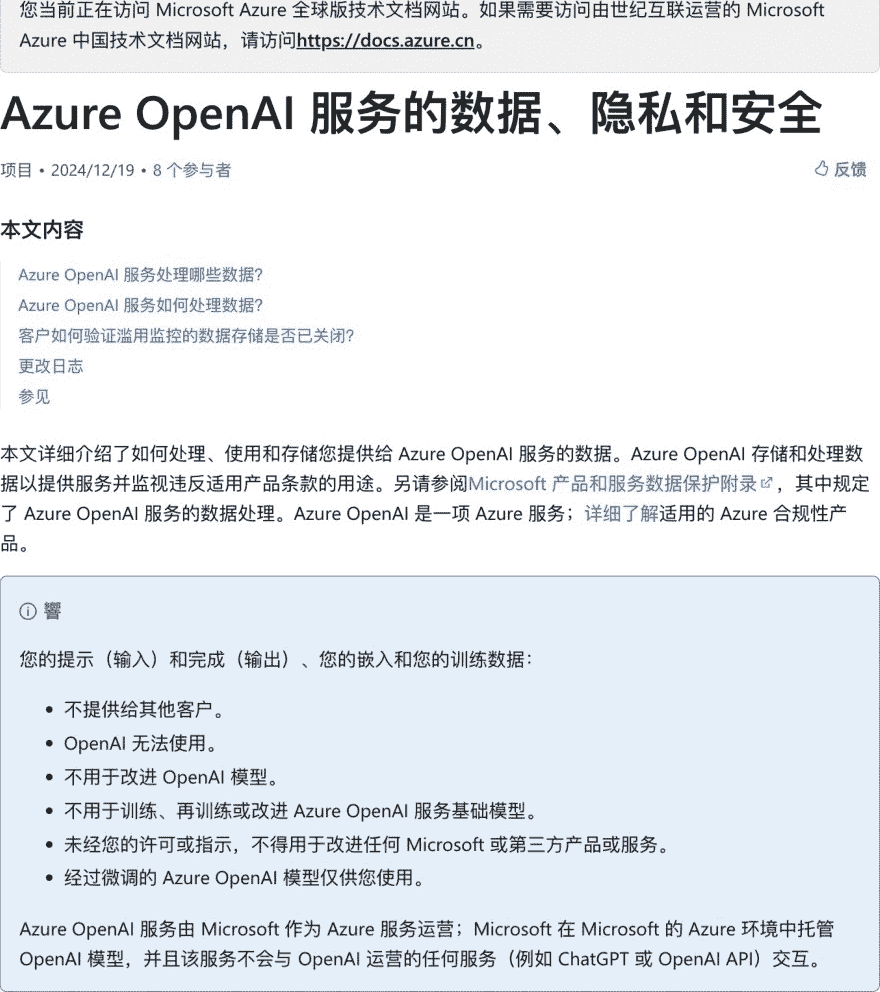 您当前正在访问 Microsoft Azure 全球版技术文档网站。如果需要访问由世纪互联运营的 Microsoft
Azure 中国技术文档网站，请访问https://docs.azure.cn。
Azure OpenAI 服务的数据、隐私和安全
项目 • 2024/12/19 • 8 个参与者
反馈
本文内容
Azure OpenAI 服务处理哪些数据?
Azure OpenAI 服务如何处理数据?
客户如何验证滥用监控的数据存储是否已关闭?
更改日志
参见
本文详细介绍了如何处理、使用和存储您提供给 Azure OpenAI 服务的数据。Azure OpenAI 存储和处理数
据以提供服务并监视违反适用产品条款的用途。另请参阅Microsoft 产品和服务数据保护附录，其中规定
了 Azure OpenAI 服务的数据处理。Azure OpenAI 是一项 Azure 服务；详细了解适用的 Azure 合规性产
品。
響
您的提示（输入）和完成（输出）、您的嵌入和您的训练数据：
• 不提供给其他客户。
• OpenAI 无法使用。
• 不用于改进 OpenAI 模型。
• 不用于训练、再训练或改进 Azure OpenAI 服务基础模型。
• 未经您的许可或指示，不得用于改进任何 Microsoft 或第三方产品或服务。
• 经过微调的 Azure OpenAI 模型仅供您使用。
Azure OpenAI 服务由 Microsoft 作为 Azure 服务运营；Microsoft 在 Microsoft 的 Azure 环境中托管
OpenAI 模型，并且该服务不会与 OpenAI 运营的任何服务（例如 ChatGPT 或 OpenAI API）交互。